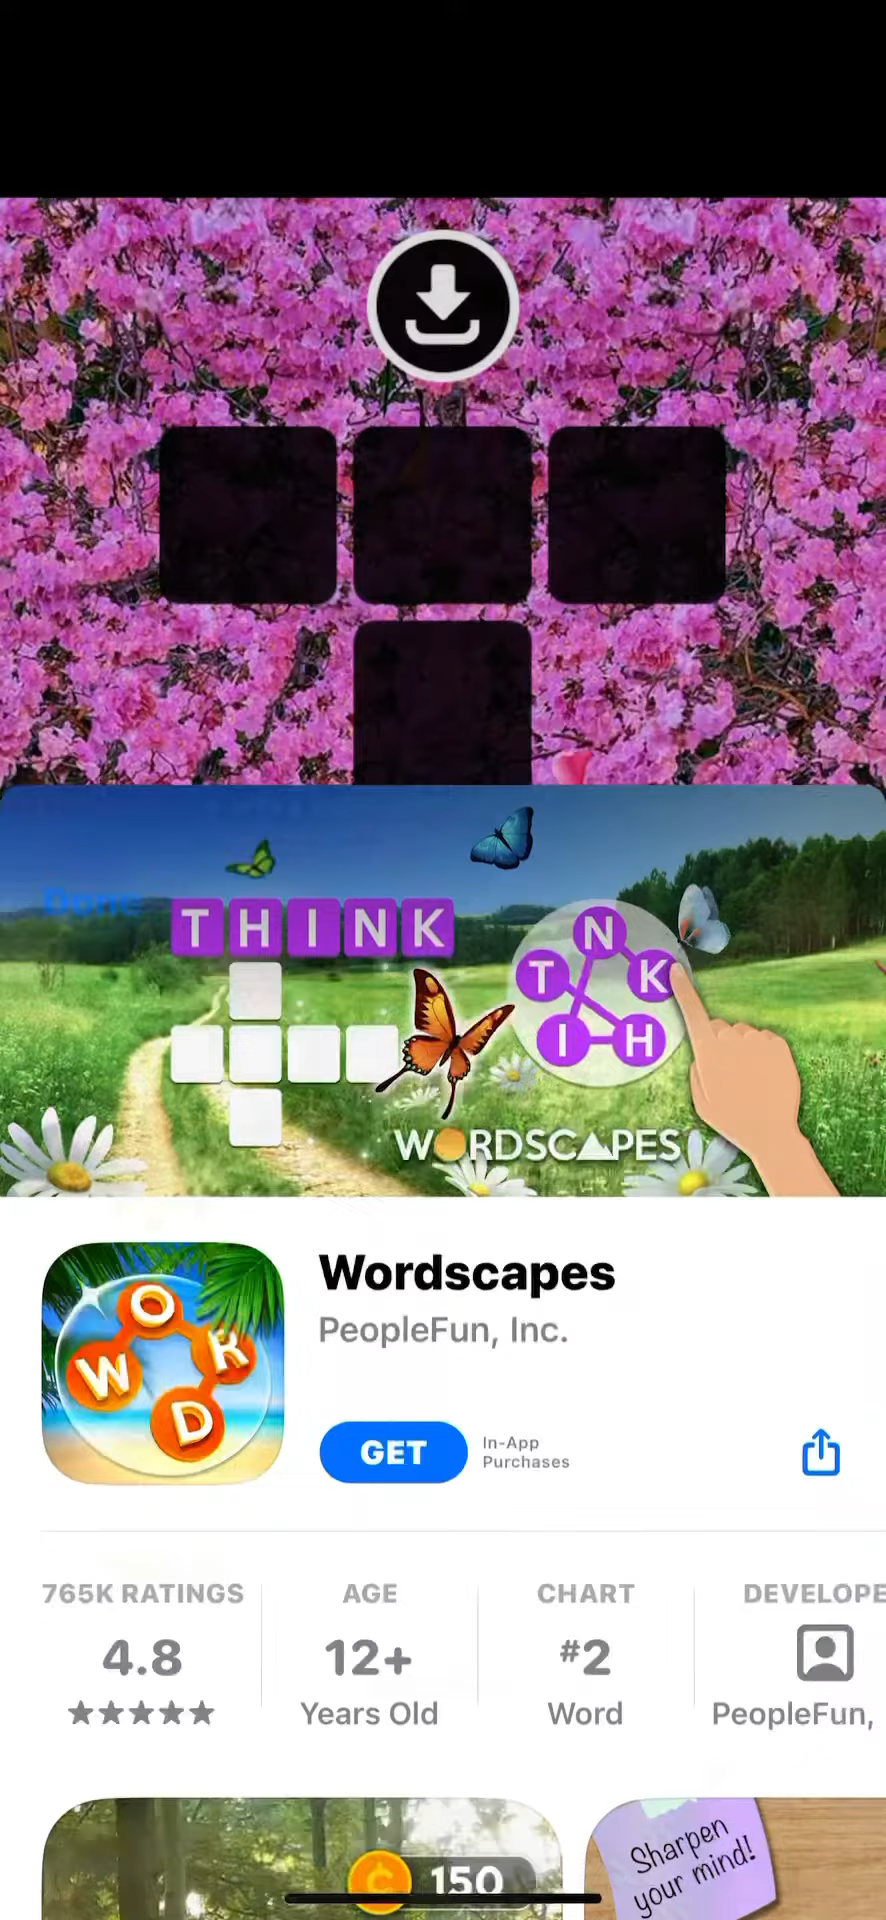 Done
THINK
N
T K
I H
WORDSCAPES
O
W R
D
Wordscapes
PeopleFun, Inc.
GET
In-App
Purchases
765K RATINGS
AGE
CHART
DEVELOPE
4.8
12+
#2
Years Old
Word
PeopleFun,
150
Sharpen
your mind!